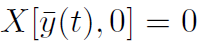 X[ȳ(t), 0] = 0